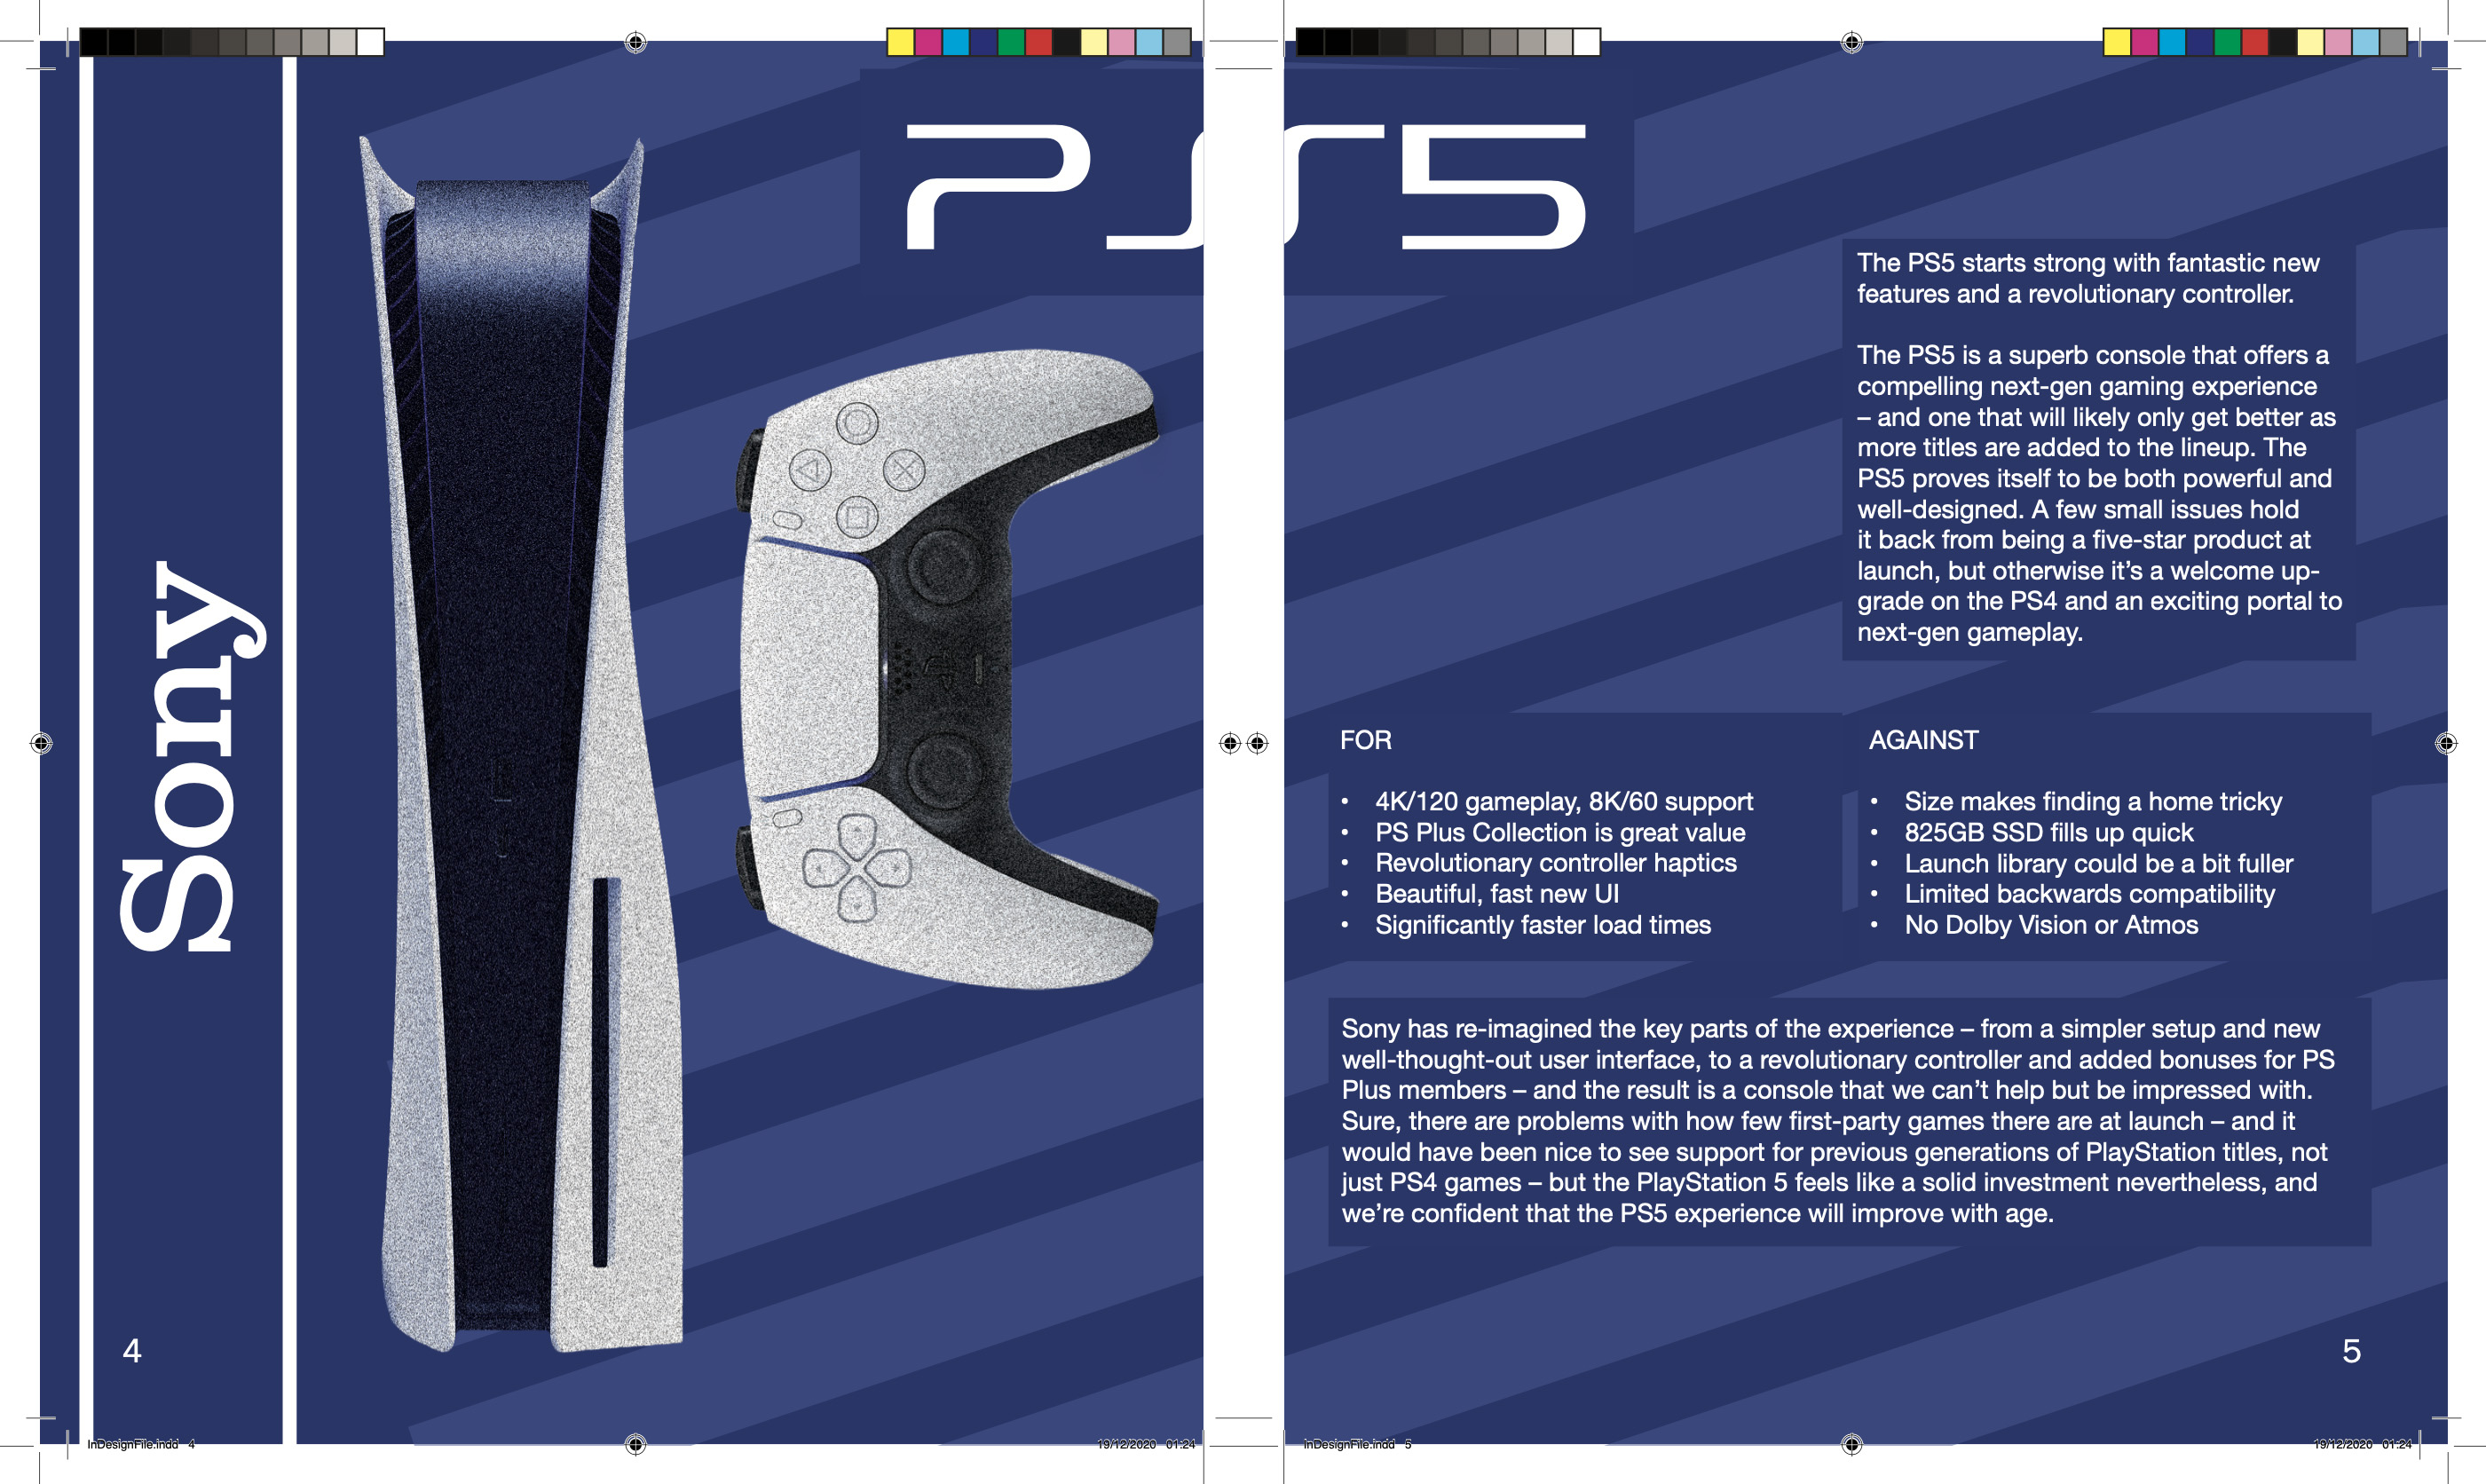 Sony
PS5
The PS5 starts strong with fantastic new
features and a revolutionary controller.
The PS5 is a superb console that offers a
compelling next-gen gaming experience
– and one that will likely only get better as
more titles are added to the lineup. The
PS5 proves itself to be both powerful and
well-designed. A few small issues hold
it back from being a five-star product at
launch, but otherwise it’s a welcome up-
grade on the PS4 and an exciting portal to
next-gen gameplay.
FOR
• 4K/120 gameplay, 8K/60 support
• PS Plus Collection is great value
• Revolutionary controller haptics
• Beautiful, fast new UI
• Significantly faster load times
AGAINST
• Size makes finding a home tricky
• 825GB SSD fills up quick
• Launch library could be a bit fuller
• Limited backwards compatibility
• No Dolby Vision or Atmos
Sony has re-imagined the key parts of the experience – from a simpler setup and new
well-thought-out user interface, to a revolutionary controller and added bonuses for PS
Plus members – and the result is a console that we can’t help but be impressed with.
Sure, there are problems with how few first-party games there are at launch – and it
would have been nice to see support for previous generations of PlayStation titles, not
just PS4 games – but the PlayStation 5 feels like a solid investment nevertheless, and
we’re confident that the PS5 experience will improve with age.
4
5
InDesignFile.indd 4
19/12/2020 01:24
InDesignFile.indd 5
19/12/2020 01:24